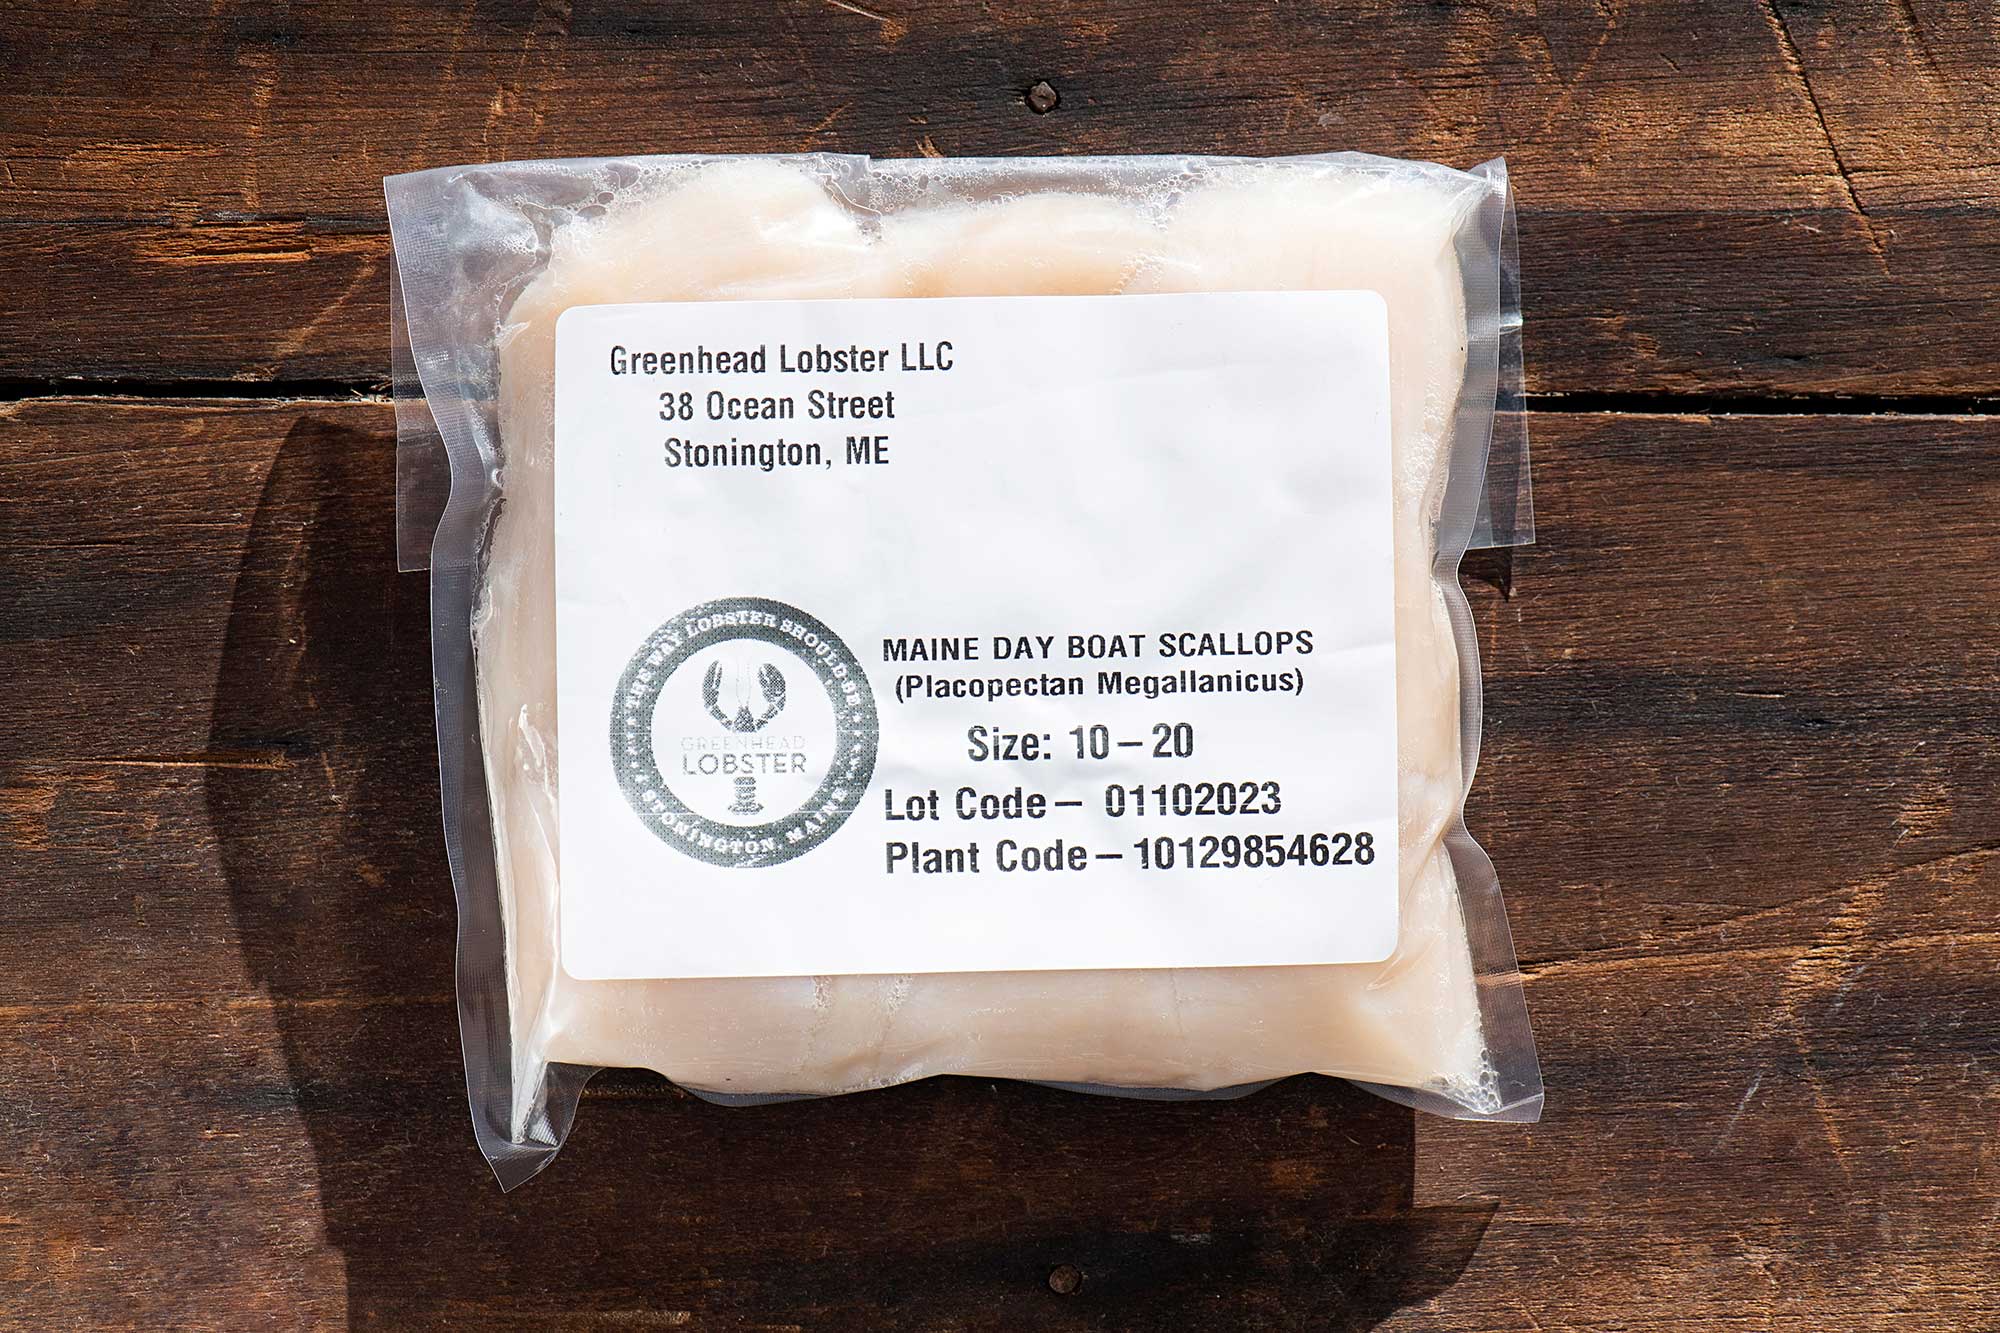 Greenhead Lobster LLC
38 Ocean Street
Stonington, ME
THE WAY LOBSTER SHOULD BE
GREENHEAD
LOBSTER
STONINGTON, MAINE
MAINE DAY BOAT SCALLOPS
(Placopectan Megallanicus)
Size: 10–20
Lot Code– 01102023
Plant Code–10129854628